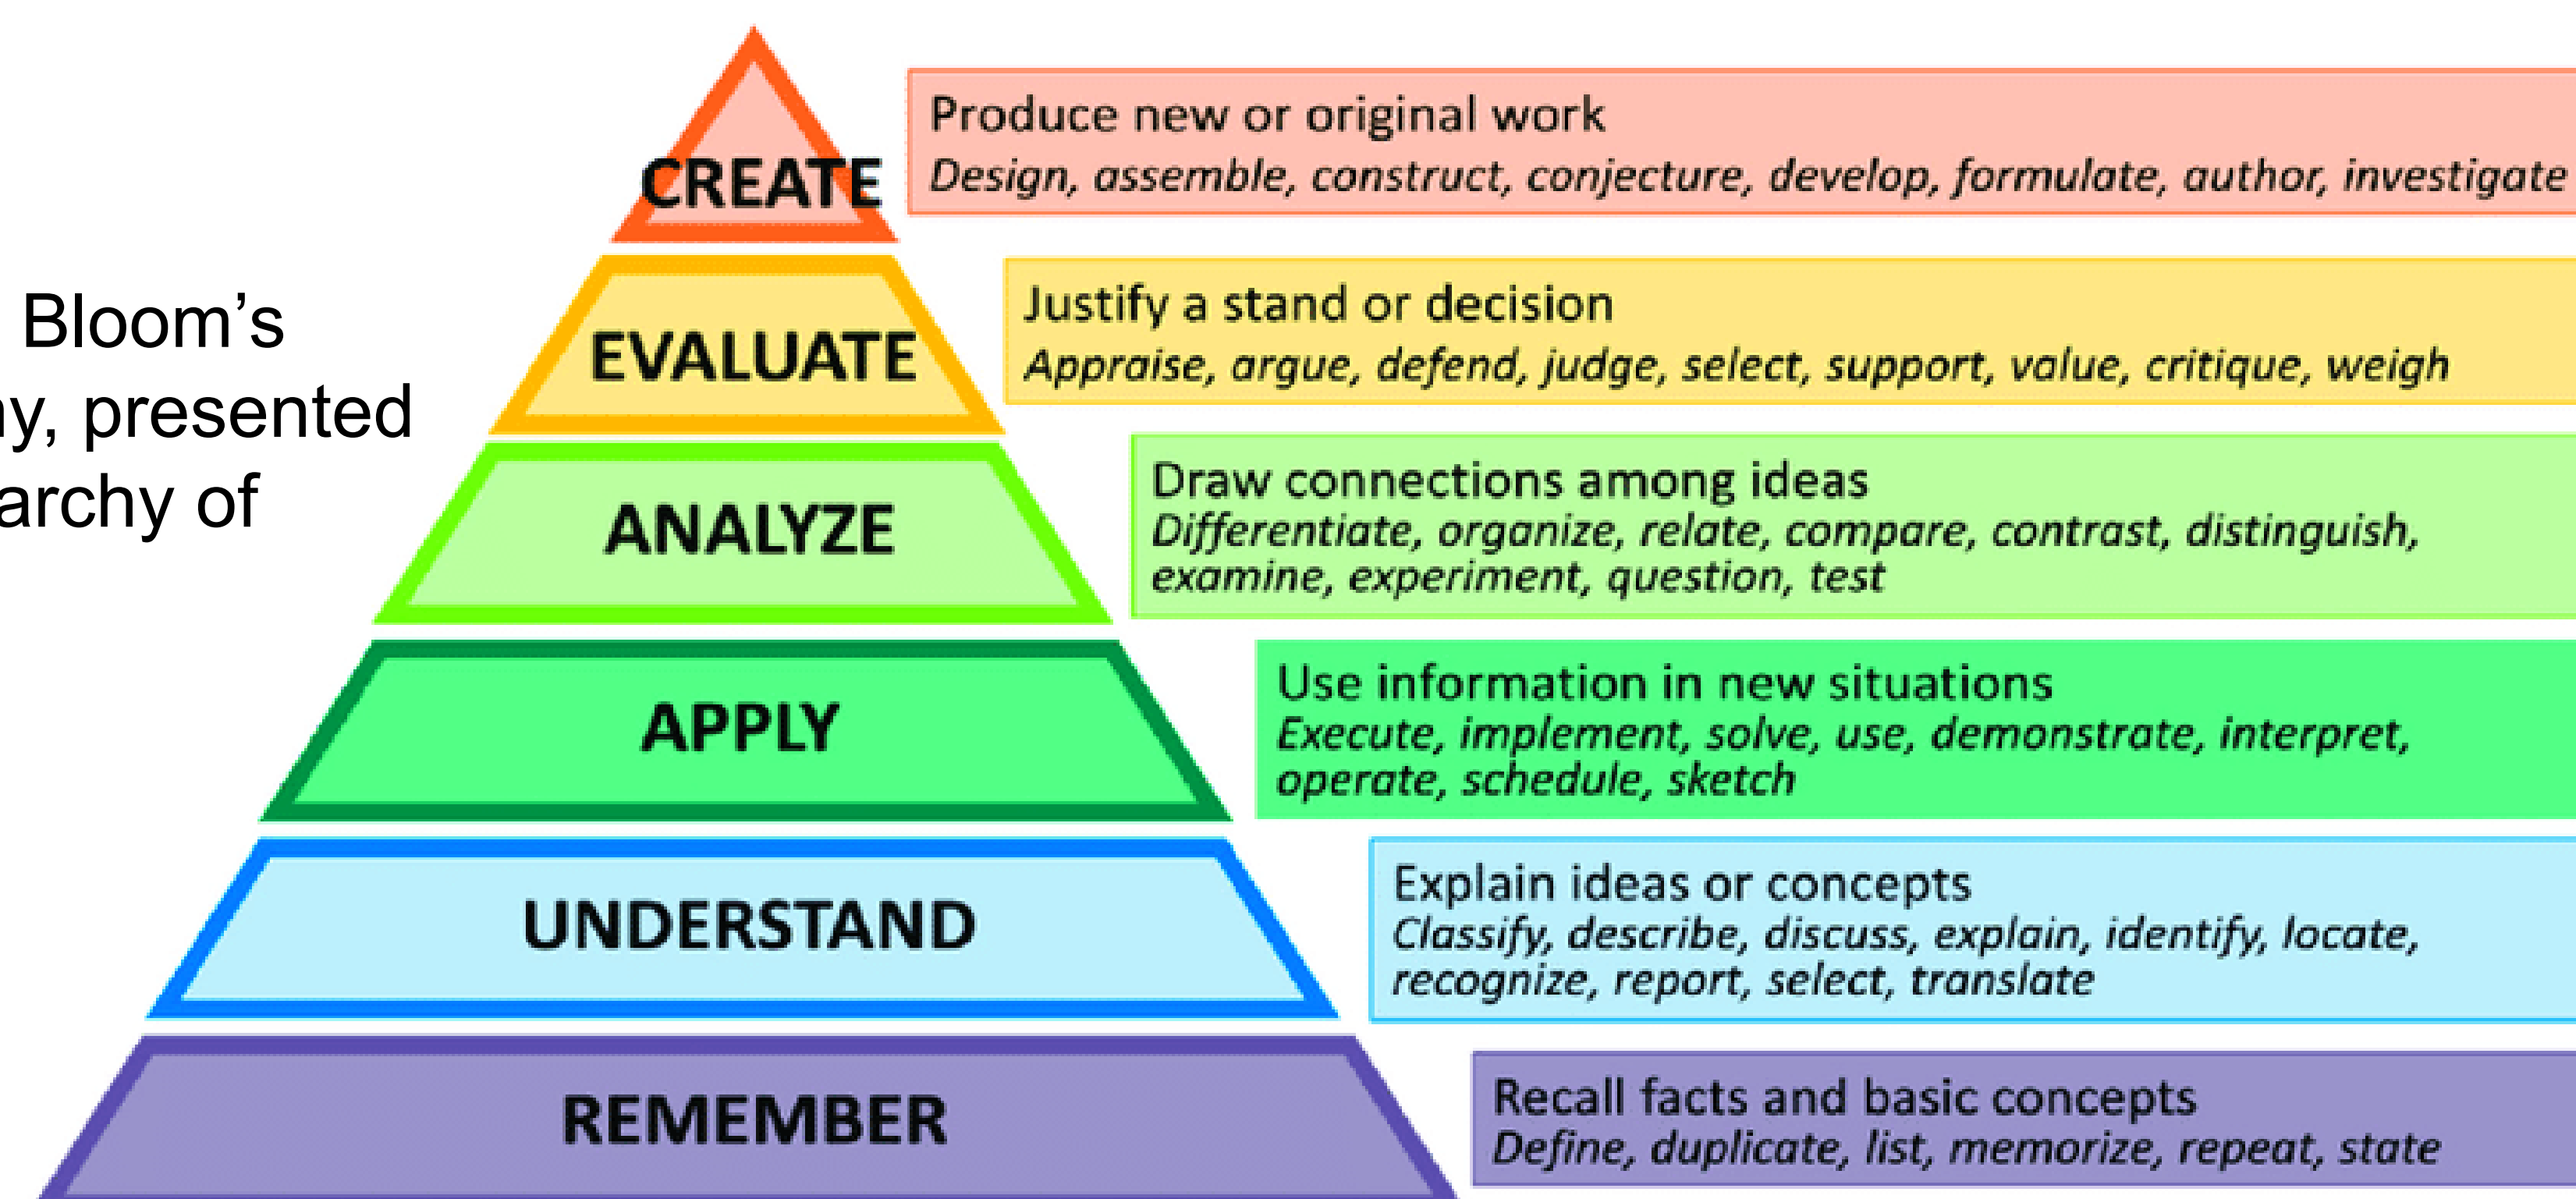 Bloom’s
presented
of
CREATE
Produce new or original work
Design, assemble, construct, conjecture, develop, formulate, author, investigate
EVALUATE
Justify a stand or decision
Appraise, argue, defend, judge, select, support, value, critique, weigh
ANALYZE
Draw connections among ideas
Differentiate, organize, relate, compare, contrast, distinguish,
examine, experiment, question, test
APPLY
Use information in new situations
Execute, implement, solve, use, demonstrate, interpret,
operate, schedule, sketch
UNDERSTAND
Explain ideas or concepts
Classify, describe, discuss, explain, identify, locate,
recognize, report, select, translate
REMEMBER
Recall facts and basic concepts
Define, duplicate, list, memorize, repeat, state